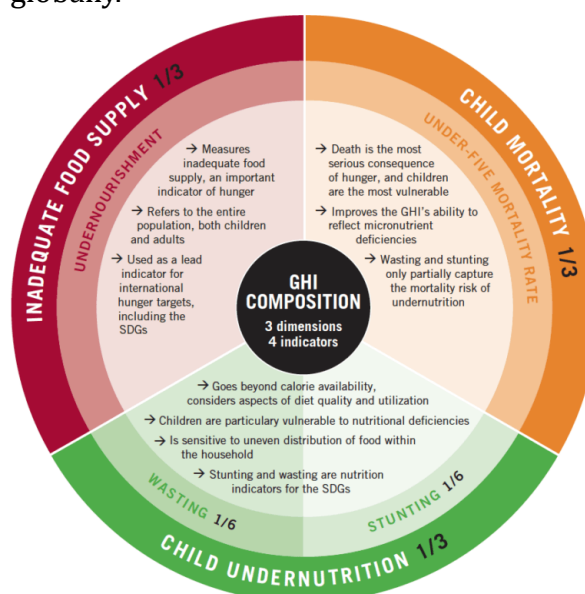 globally.
INADEQUATE FOOD SUPPLY 1/3
UNDERNOURISHMENT
→ Measures
inadequate food
supply, an important
indicator of hunger
→ Refers to the entire
population, both children
and adults
→ Used as a lead
indicator for
international
hunger targets,
including the
SDGs
CHILD MORTALITY 1/3
UNDER-FIVE MORTALITY RATE
→ Death is the most
serious consequence
of hunger, and children
are the most vulnerable
→ Improves the GHI's ability to
reflect micronutrient
deficiencies
→ Wasting and stunting
only partially capture
the mortality risk of
undernutrition
GHI
COMPOSITION
3 dimensions
4 indicators
→ Goes beyond calorie availability,
considers aspects of diet quality and utilization
→ Children are particulary vulnerable to nutritional deficiencies
→ Is sensitive to uneven distribution of food within
the household
→ Stunting and wasting are nutrition
indicators for the SDGs
WASTING 1/6
STUNTING 1/6
CHILD UNDERNUTRITION 1/3